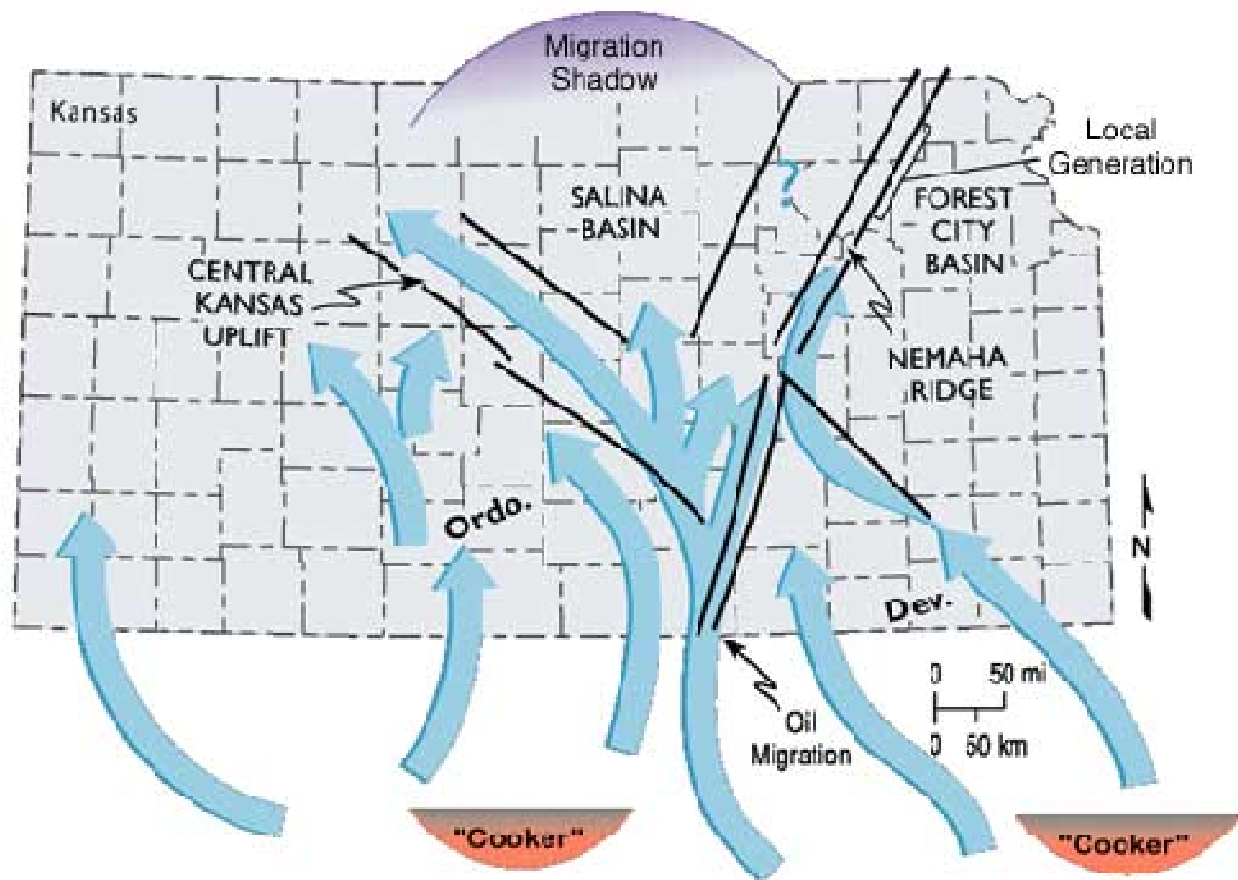 Migration
Shadow
Kansas
Local
Generation
?
SALINA
BASIN
FOREST
CITY
BASIN
CENTRAL
KANSAS
UPLIFT
NEMAHA
RIDGE
Ordo.
Dev.
N
0 50 mi
0 50 km
Oil
Migration
"Cooker"
"Cooker"